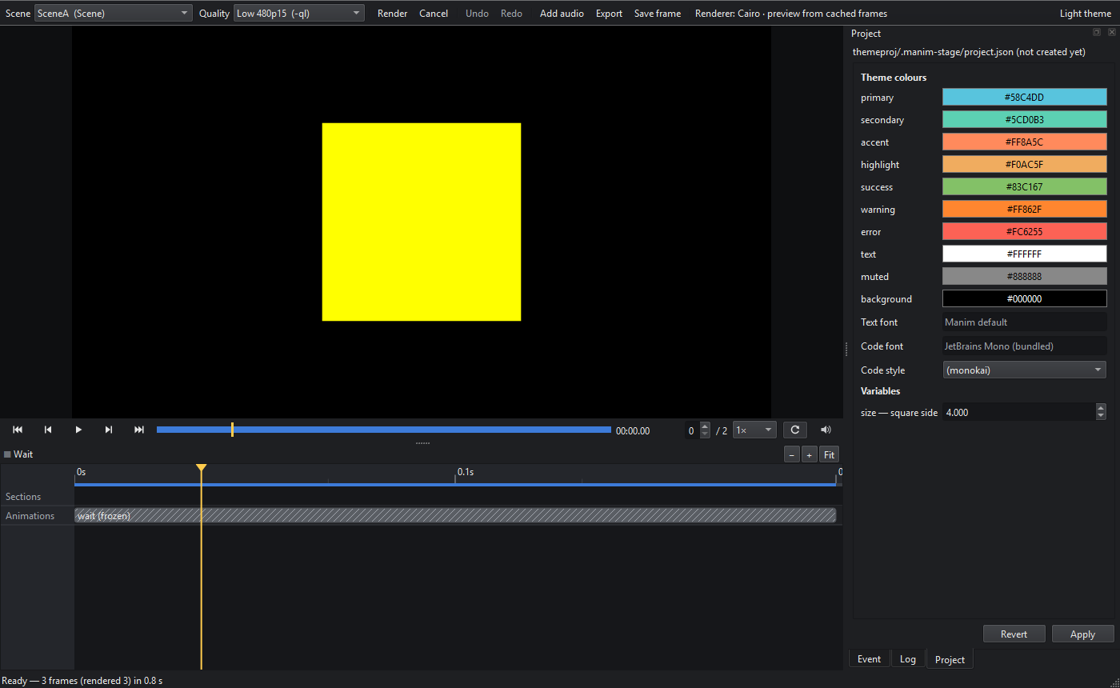 Scene SceneA (Scene) Quality Low 480p15 (-ql) Render Cancel Undo Redo Add audio Export Save frame Renderer: Cairo · preview from cached frames Light theme
Project
themeproj/.manim-stage/project.json (not created yet)
Theme colours
primary #58C4DD
secondary #5CD0B3
accent #FF8A5C
highlight #F0AC5F
success #83C167
warning #FF862F
error #FC6255
text #FFFFFF
muted #888888
background #000000
Text font Manim default
Code font JetBrains Mono (bundled)
Code style (monokai)
Variables
size — square side 4.000
00:00.00 0 / 2 1×
Wait − + Fit
0s 0.1s 0
Sections
Animations wait (frozen)
Revert Apply
Event Log Project
Ready — 3 frames (rendered 3) in 0.8 s